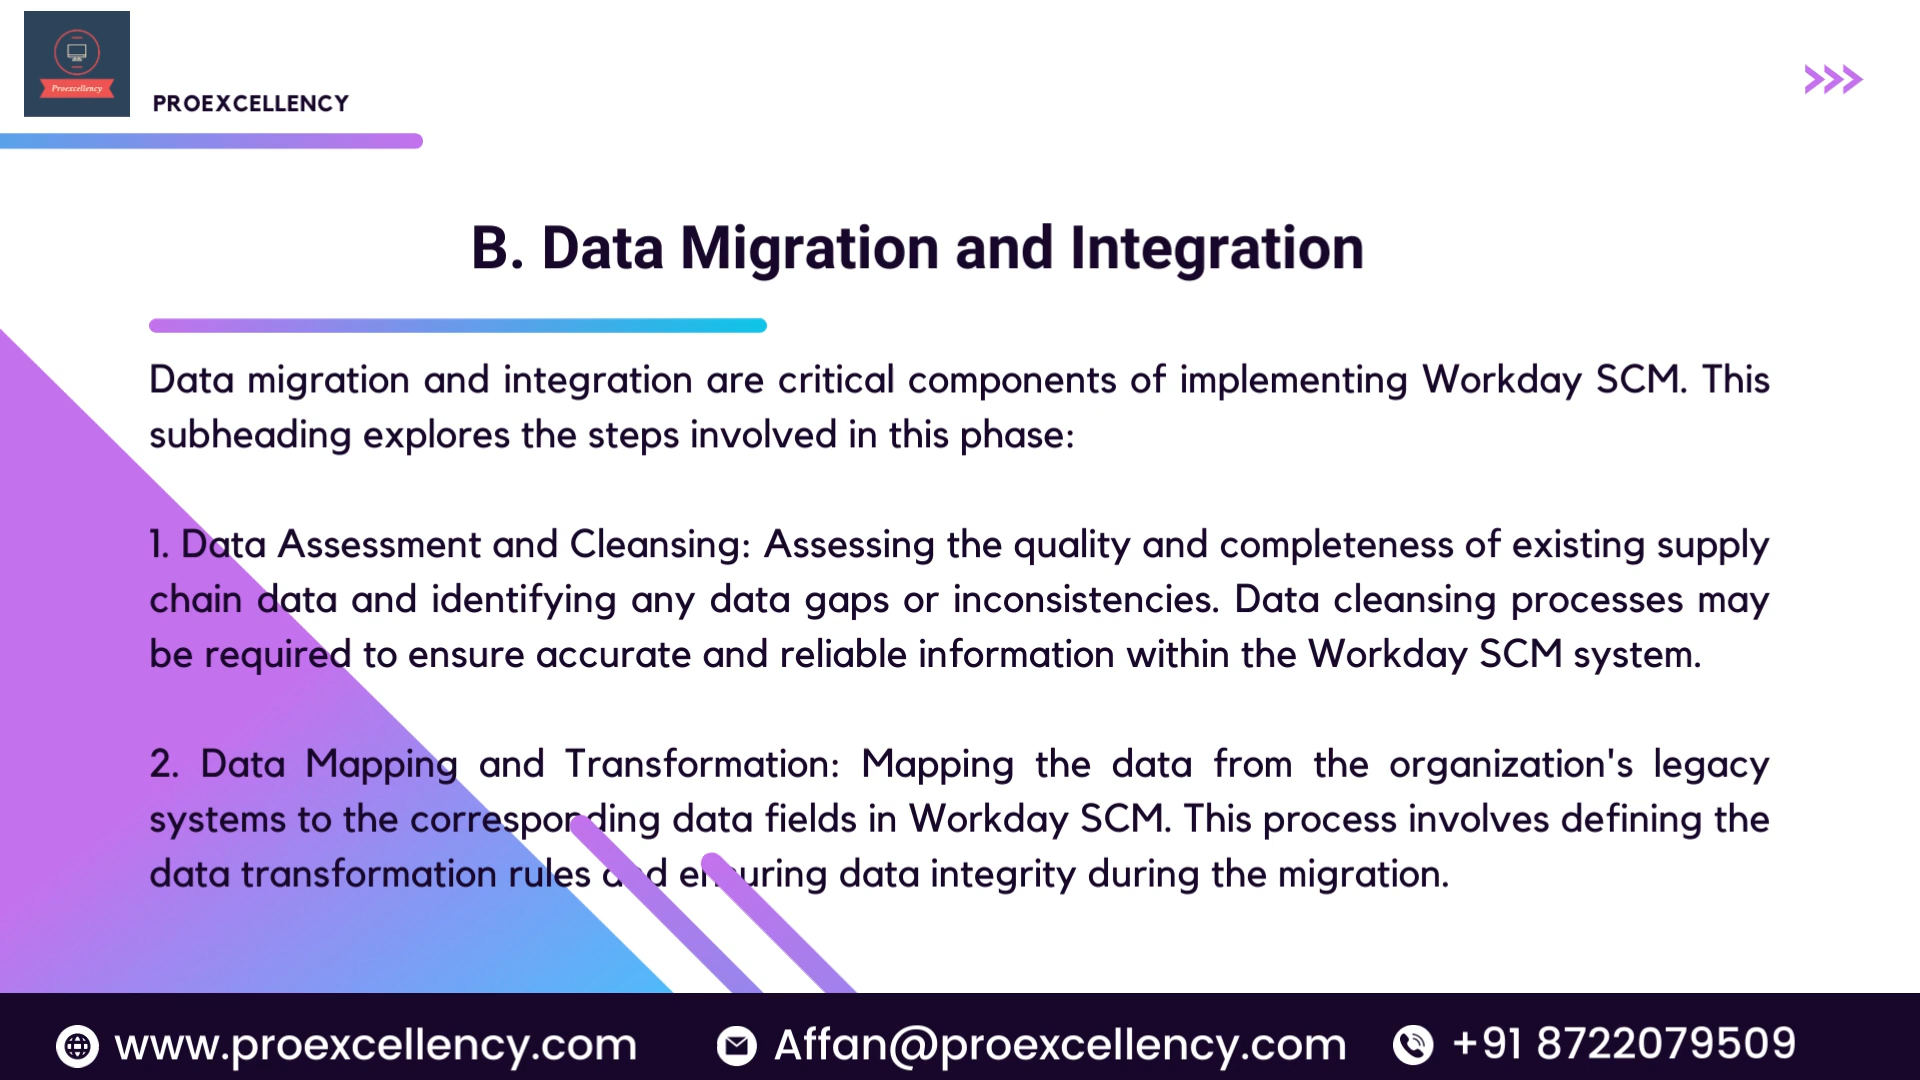 Proexcellency
PROEXCELLENCY
B. Data Migration and Integration
Data migration and integration are critical components of implementing Workday SCM. This
subheading explores the steps involved in this phase:
1. Data Assessment and Cleansing: Assessing the quality and completeness of existing supply
chain data and identifying any data gaps or inconsistencies. Data cleansing processes may
be required to ensure accurate and reliable information within the Workday SCM system.
2. Data Mapping and Transformation: Mapping the data from the organization's legacy
systems to the corresponding data fields in Workday SCM. This process involves defining the
data transformation rules and ensuring data integrity during the migration.
www.proexcellency.com
Affan@proexcellency.com
+91 8722079509